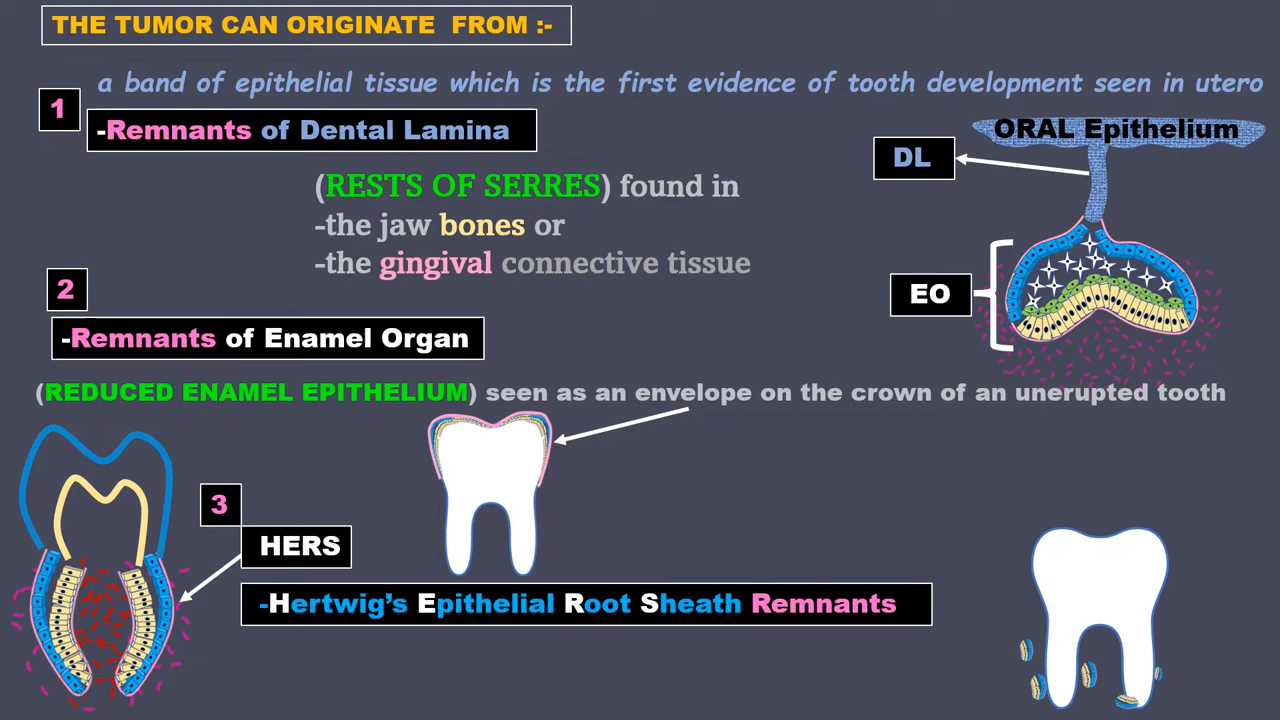 THE TUMOR CAN ORIGINATE FROM :-
a band of epithelial tissue which is the first evidence of tooth development seen in utero
1
-Remnants of Dental Lamina
ORAL Epithelium
DL
(RESTS OF SERRES) found in
-the jaw bones or
-the gingival connective tissue
EO
2
-Remnants of Enamel Organ
(REDUCED ENAMEL EPITHELIUM) seen as an envelope on the crown of an unerupted tooth
3
HERS
-Hertwig's Epithelial Root Sheath Remnants